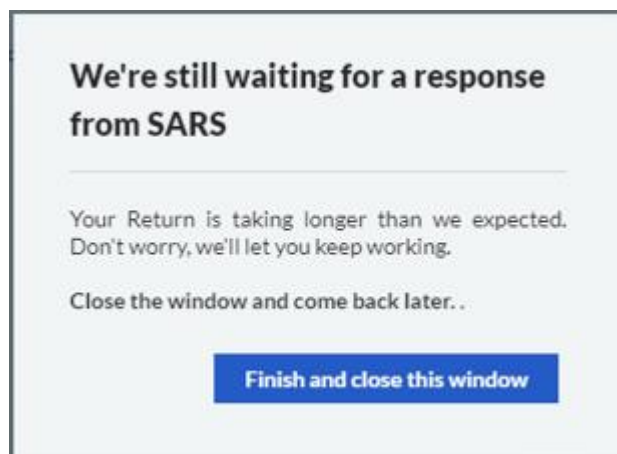 We're still waiting for a response
from SARS
Your Return is taking longer than we expected.
Don't worry, we'll let you keep working.
Close the window and come back later. .
Finish and close this window